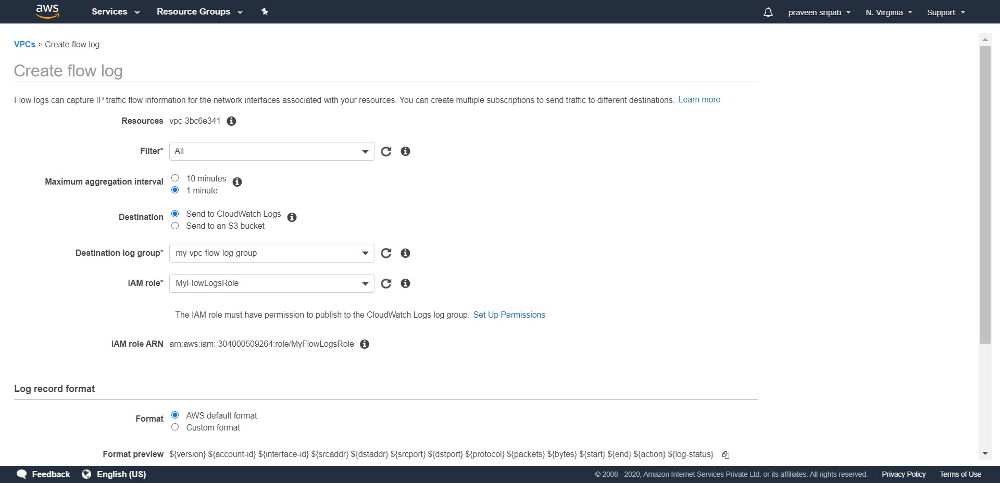 aws Services Resource Groups praveen sripati N. Virginia Support
VPCs > Create flow log
Create flow log
Flow logs can capture IP traffic flow information for the network interfaces associated with your resources. You can create multiple subscriptions to send traffic to different destinations. Learn more
Resources vpc-3bc6e341
Filter* All
Maximum aggregation interval
10 minutes
1 minute
Destination
Send to CloudWatch Logs
Send to an S3 bucket
Destination log group* my-vpc-flow-log-group
IAM role* MyFlowLogsRole
The IAM role must have permission to publish to the CloudWatch Logs log group. Set Up Permissions
IAM role ARN arn:aws:iam::304000509264:role/MyFlowLogsRole
Log record format
Format
AWS default format
Custom format
Format preview ${version} ${account-id} ${interface-id} ${srcaddr} ${dstaddr} ${srcport} ${dstport} ${protocol} ${packets} ${bytes} ${start} ${end} ${action} ${log-status}
Feedback English (US) © 2008 - 2020, Amazon Internet Services Private Ltd. or its affiliates. All rights reserved. Privacy Policy Terms of Use